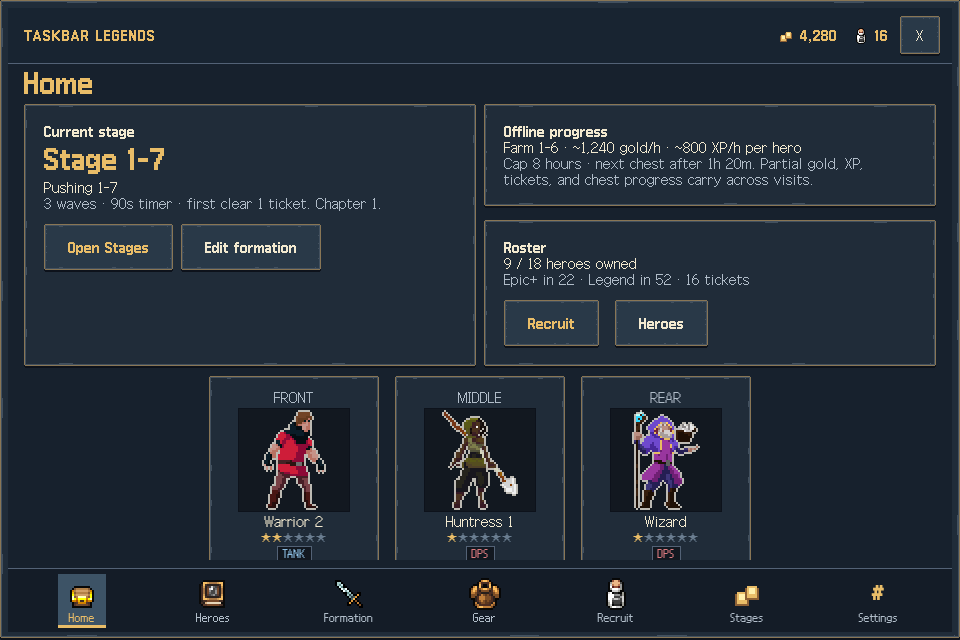 TASKBAR LEGENDS
4,280
16
X
Home
Current stage
Stage 1-7
Pushing 1-7
3 waves · 90s timer · first clear 1 ticket. Chapter 1.
Open Stages
Edit formation
Offline progress
Farm 1-6 · ~1,240 gold/h · ~800 XP/h per hero
Cap 8 hours · next chest after 1h 20m. Partial gold, XP,
tickets, and chest progress carry across visits.
Roster
9 / 18 heroes owned
Epic+ in 22 · Legend in 52 · 16 tickets
Recruit
Heroes
FRONT
Warrior 2
TANK
MIDDLE
Huntress 1
DPS
REAR
Wizard
DPS
Home
Heroes
Formation
Gear
Recruit
Stages
#
Settings